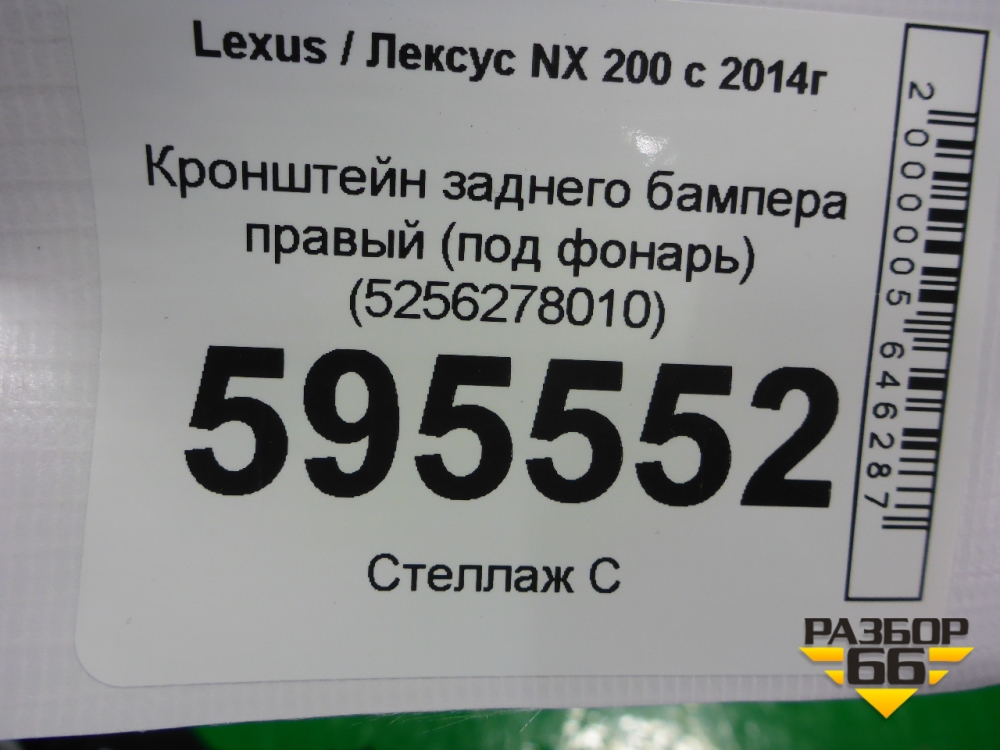 Lexus / Лексус NX 200 с 2014г
Кронштейн заднего бампера
правый (под фонарь)
(5256278010)
595552
Стеллаж С
2000005646287
РАЗБОР
66